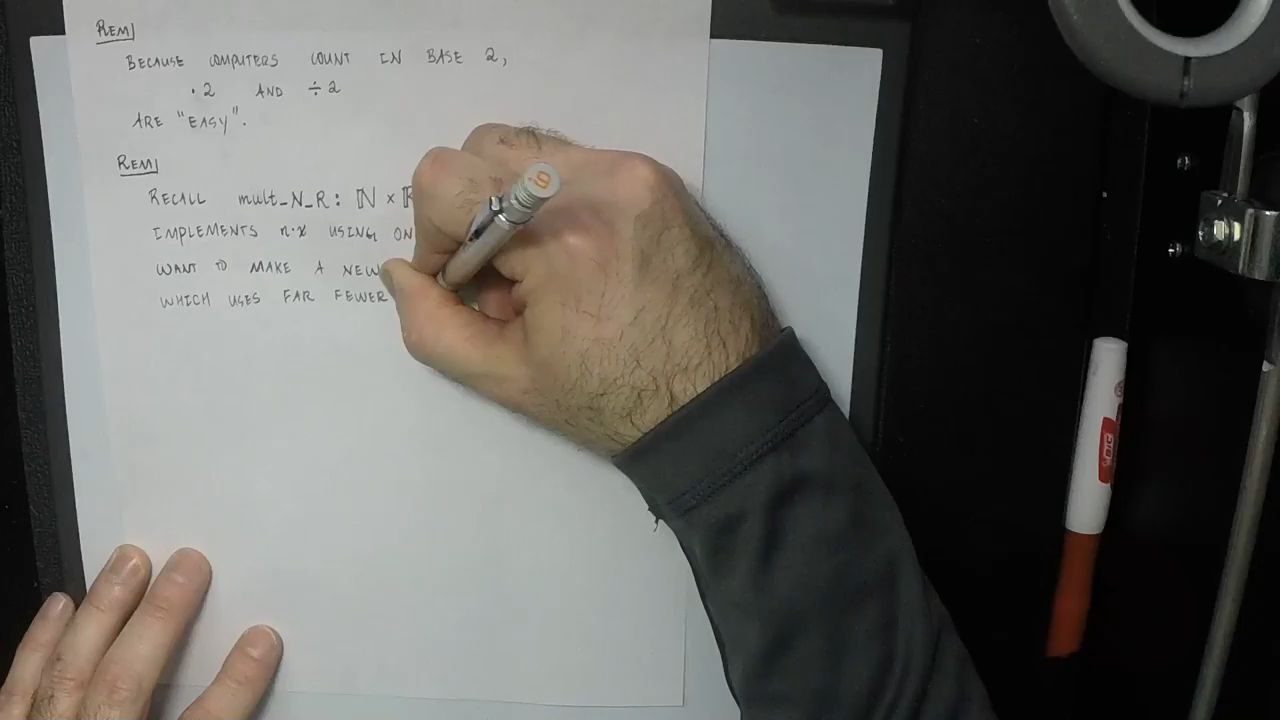 REM
BECAUSE COMPUTERS COUNT IN BASE 2,
· 2 AND ÷ 2
ARE "EASY".
REM
RECALL mult_N_R: ℕ ×
IMPLEMENTS n·x USING
WANT TO MAKE A NEW
WHICH USES FAR FEWER
BIC